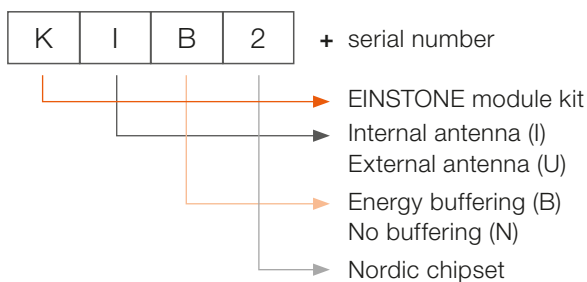 K I B 2 + serial number
EINSTONE module kit
Internal antenna (I)
External antenna (U)
Energy buffering (B)
No buffering (N)
Nordic chipset